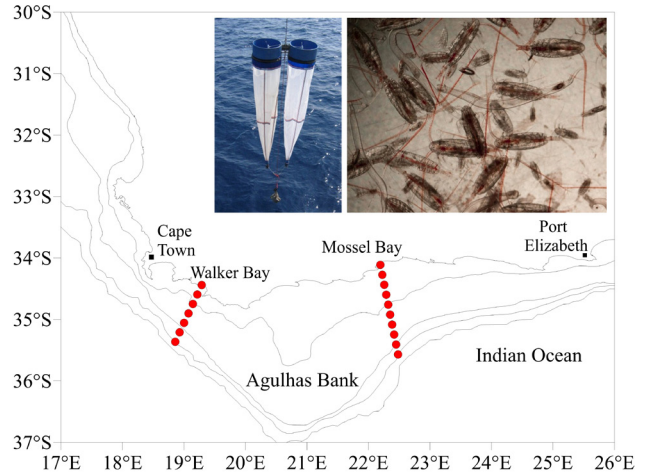 30°S
31°S
32°S
33°S
34°S
35°S
36°S
37°S
Cape
Town
Walker Bay
Mossel Bay
Port
Elizabeth
Agulhas Bank
Indian Ocean
17°E
18°E
19°E
20°E
21°E
22°E
23°E
24°E
25°E
26°E